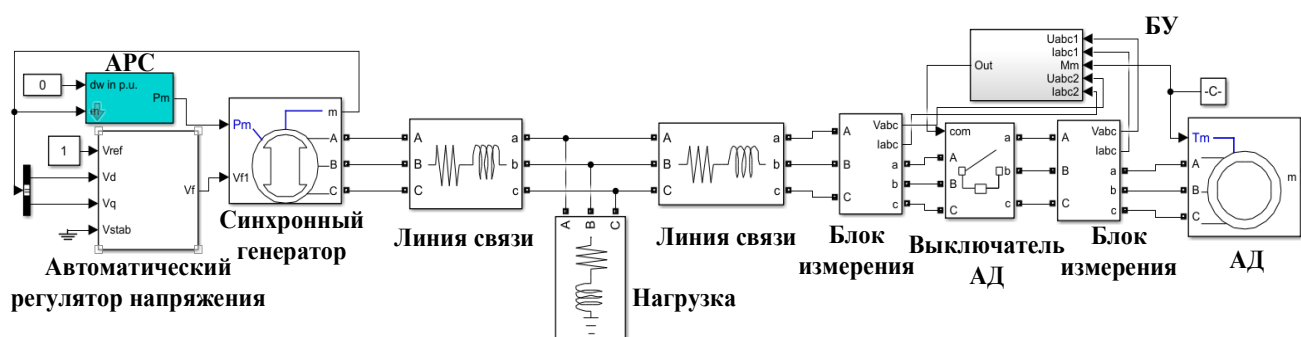 АРС
0
dw in p.u.
m
Pm
1
Vref
Vd
Vq
Vstab
Vf
Автоматический
регулятор напряжения
Pm
Vf1
m
A
B
C
Синхронный
генератор
A
B
C
a
b
c
Линия связи
A
B
C
Нагрузка
A
B
C
a
b
c
Линия связи
A
B
C
Vabc
Iabc
a
b
c
Блок
измерения
com
A
B
C
a
b
c
Выключатель
АД
БУ
Out
Uabc1
Iabc1
Mm
Uabc2
Iabc2
-C-
A
B
C
Vabc
Iabc
a
b
c
Блок
измерения
Tm
A
B
C
m
АД